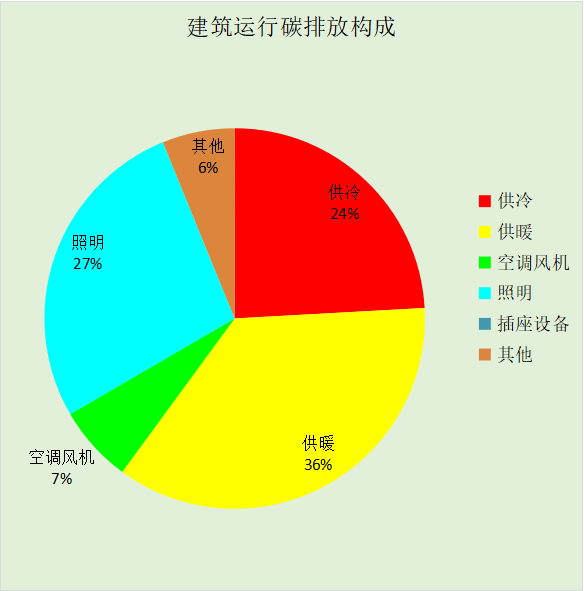 建筑运行碳排放构成
其他
6%
供冷
24%
照明
27%
供暖
36%
空调风机
7%
供冷
供暖
空调风机
照明
插座设备
其他